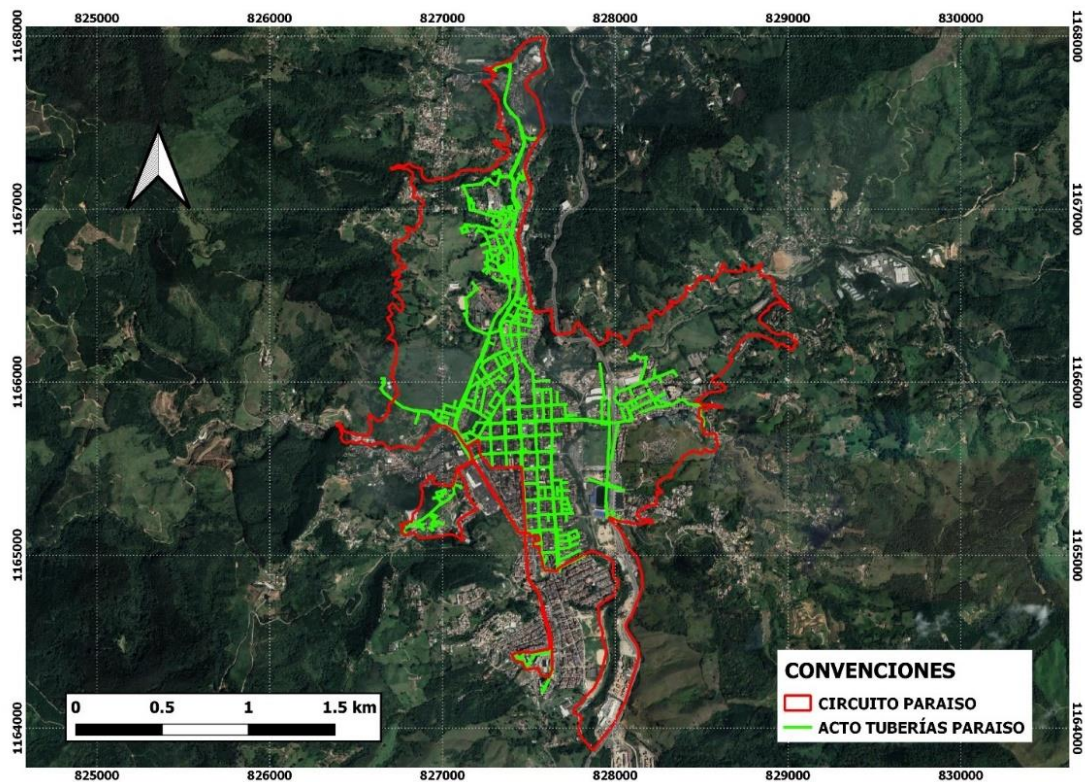 825000 826000 827000 828000 829000 830000
1168000 1168000
1167000 1167000
1166000 1166000
1165000 1165000
1164000 1164000
CONVENCIONES
CIRCUITO PARAISO
ACTO TUBERÍAS PARAISO
0 0.5 1 1.5 km
825000 826000 827000 828000 829000 830000